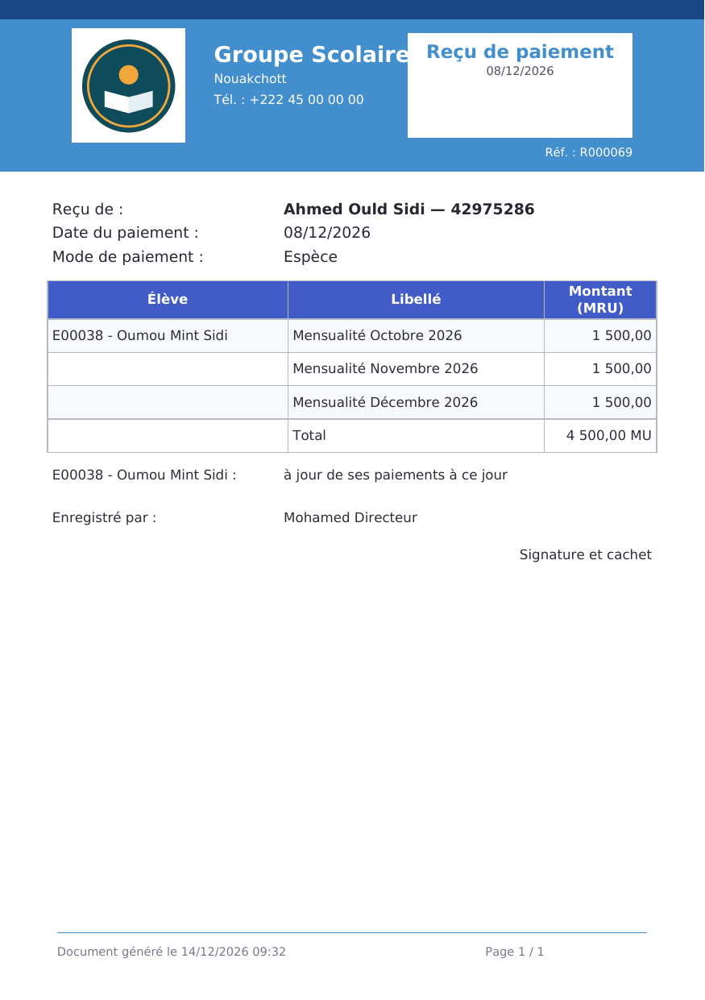 Groupe Scolaire
Nouakchott
Tél. : +222 45 00 00 00
Reçu de paiement
08/12/2026
Réf. : R000069
Reçu de : Ahmed Ould Sidi — 42975286
Date du paiement : 08/12/2026
Mode de paiement : Espèce
Élève Libellé Montant (MRU)
E00038 - Oumou Mint Sidi Mensualité Octobre 2026 1 500,00
Mensualité Novembre 2026 1 500,00
Mensualité Décembre 2026 1 500,00
Total 4 500,00 MU
E00038 - Oumou Mint Sidi : à jour de ses paiements à ce jour
Enregistré par : Mohamed Directeur
Signature et cachet
Document généré le 14/12/2026 09:32 Page 1 / 1